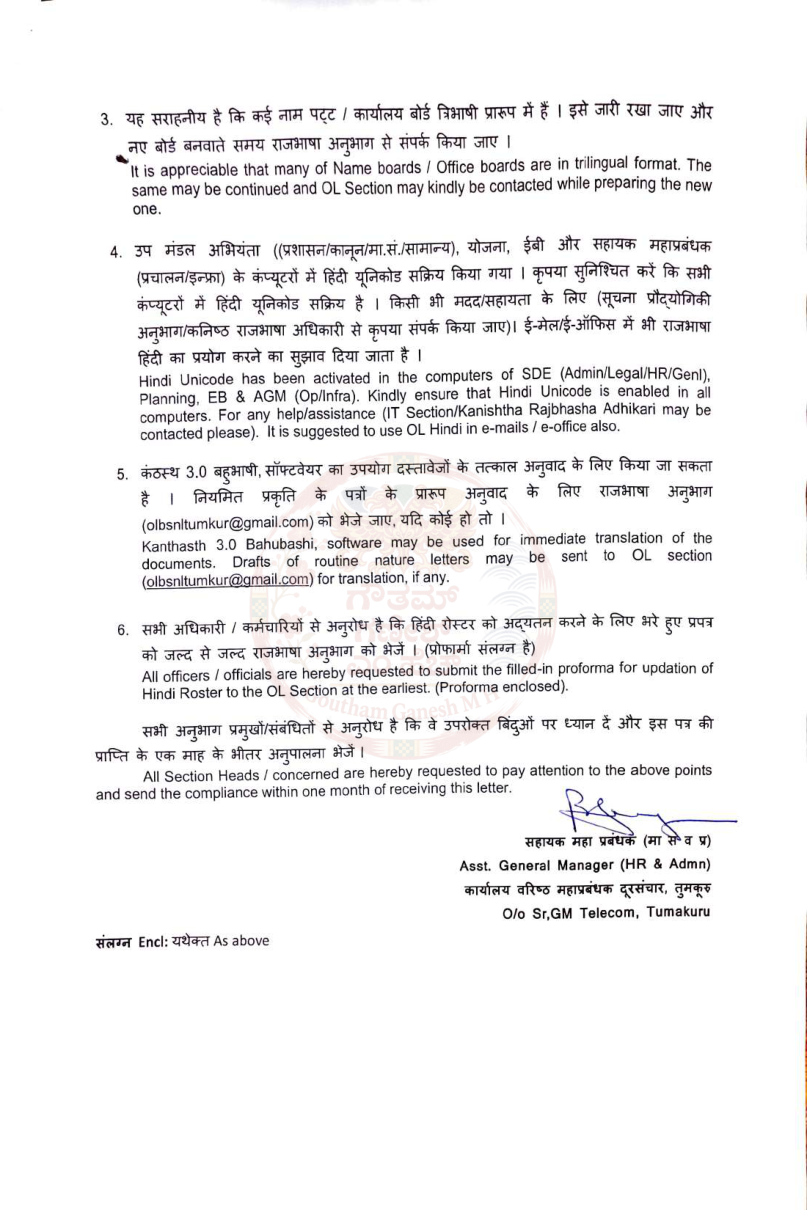 3. यह सराहनीय है कि कई नाम पट्ट / कार्यालय बोर्ड त्रिभाषी प्रारूप में हैं । इसे जारी रखा जाए और
नए बोर्ड बनवाते समय राजभाषा अनुभाग से संपर्क किया जाए ।
It is appreciable that many of Name boards / Office boards are in trilingual format. The
same may be continued and OL Section may kindly be contacted while preparing the new
one.
4. उप मंडल अभियंता ((प्रशासन/कानून/मा.सं./सामान्य), योजना, ईबी और सहायक महाप्रबंधक
(प्रचालन/इन्फ्रा) के कंप्यूटरों में हिंदी यूनिकोड सक्रिय किया गया । कृपया सुनिश्चित करें कि सभी
कंप्यूटरों में हिंदी यूनिकोड सक्रिय है । किसी भी मदद/सहायता के लिए (सूचना प्रौद्योगिकी
अनुभाग/कनिष्ठ राजभाषा अधिकारी से कृपया संपर्क किया जाए)। ई-मेल/ई-ऑफिस में भी राजभाषा
हिंदी का प्रयोग करने का सुझाव दिया जाता है ।
Hindi Unicode has been activated in the computers of SDE (Admin/Legal/HR/Genl),
Planning, EB & AGM (Op/Infra). Kindly ensure that Hindi Unicode is enabled in all
computers. For any help/assistance (IT Section/Kanishtha Rajbhasha Adhikari may be
contacted please). It is suggested to use OL Hindi in e-mails / e-office also.
5. कंठस्थ 3.0 बहुभाषी, सॉफ्टवेयर का उपयोग दस्तावेजों के तत्काल अनुवाद के लिए किया जा सकता
है । नियमित प्रकृति के पत्रों के प्रारूप अनुवाद के लिए राजभाषा अनुभाग
(olbsnltumkur@gmail.com) को भेजे जाए, यदि कोई हो तो ।
Kanthasth 3.0 Bahubashi, software may be used for immediate translation of the
documents. Drafts of routine nature letters may be sent to OL section
(olbsnltumkur@gmail.com) for translation, if any.
ಗೌತಮ್
ಗಣೇಶ್
ಎಂ ಹೆಚ್
Goutham Ganesh M H
6. सभी अधिकारी / कर्मचारियों से अनुरोध है कि हिंदी रोस्टर को अद्यतन करने के लिए भरे हुए प्रपत्र
को जल्द से जल्द राजभाषा अनुभाग को भेजें । (प्रोफार्मा संलग्न है)
All officers / officials are hereby requested to submit the filled-in proforma for updation of
Hindi Roster to the OL Section at the earliest. (Proforma enclosed).
सभी अनुभाग प्रमुखों/संबंधितों से अनुरोध है कि वे उपरोक्त बिंदुओं पर ध्यान दें और इस पत्र की
प्राप्ति के एक माह के भीतर अनुपालना भेजें ।
All Section Heads / concerned are hereby requested to pay attention to the above points
and send the compliance within one month of receiving this letter.
सहायक महा प्रबंधक (मा सं व प्र)
Asst. General Manager (HR & Admn)
कार्यालय वरिष्ठ महाप्रबंधक दूरसंचार, तुमकूरु
O/o Sr,GM Telecom, Tumakuru
संलग्न Encl: यथेक्त As above